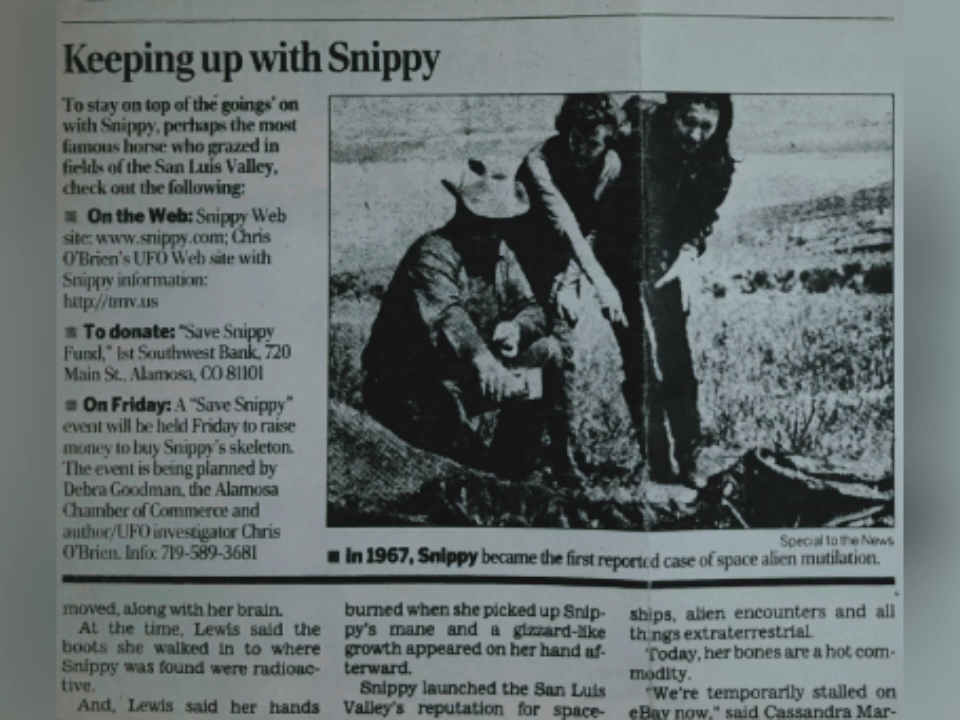 Keeping up with Snippy
To stay on top of the goings' on
with Snippy, perhaps the most
famous horse who grazed in
fields of the San Luis Valley,
check out the following:
■ On the Web: Snippy Web
site: www.snippy.com; Chris
O'Brien's UFO Web site with
Snippy information:
http://tmv.us
■ To donate: "Save Snippy
Fund," 1st Southwest Bank, 720
Main St., Alamosa, CO 81101
■ On Friday: A "Save Snippy"
event will be held Friday to raise
money to buy Snippy's skeleton.
The event is being planned by
Debra Goodman, the Alamosa
Chamber of Commerce and
author/UFO investigator Chris
O'Brien. Info: 719-589-3681
Special to the News
■ In 1967, Snippy became the first reported case of space alien mutilation.
moved, along with her brain.
At the time, Lewis said the
boots she walked in to where
Snippy was found were radioac-
tive.
And, Lewis said her hands
burned when she picked up Snip-
py's mane and a gizzard-like
growth appeared on her hand af-
terward.
Snippy launched the San Luis
Valley's reputation for space-
ships, alien encounters and all
things extraterrestrial.
Today, her bones are a hot com-
modity.
"We're temporarily stalled on
eBay now," said Cassandra Mar-